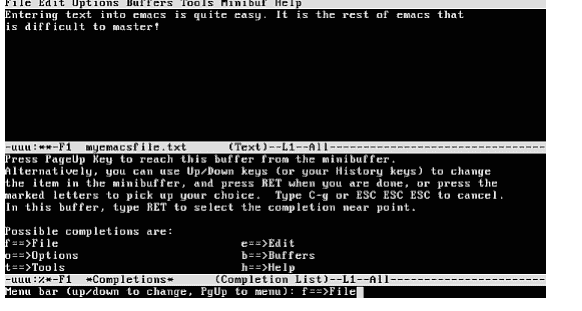 File Edit Options Buffers Tools Minibuf Help
Entering text into emacs is quite easy. It is the rest of emacs that
is difficult to master!
-uuu:**-F1  myemacsfile.txt      (Text)--L1--All--------------------------------
Press PageUp Key to reach this buffer from the minibuffer.
Alternatively, you can use Up/Down keys (or your History keys) to change
the item in the minibuffer, and press RET when you are done, or press the
marked letters to pick up your choice.  Type C-g or ESC ESC ESC to cancel.
In this buffer, type RET to select the completion near point.
Possible completions are:
f==>File                           e==>Edit
o==>Options                        b==>Buffers
t==>Tools                          h==>Help
-uuu:%*-F1  *Completions*      (Completion List)--L1--All-----------------------
Menu bar (up/down to change, PgUp to menu): f==>File